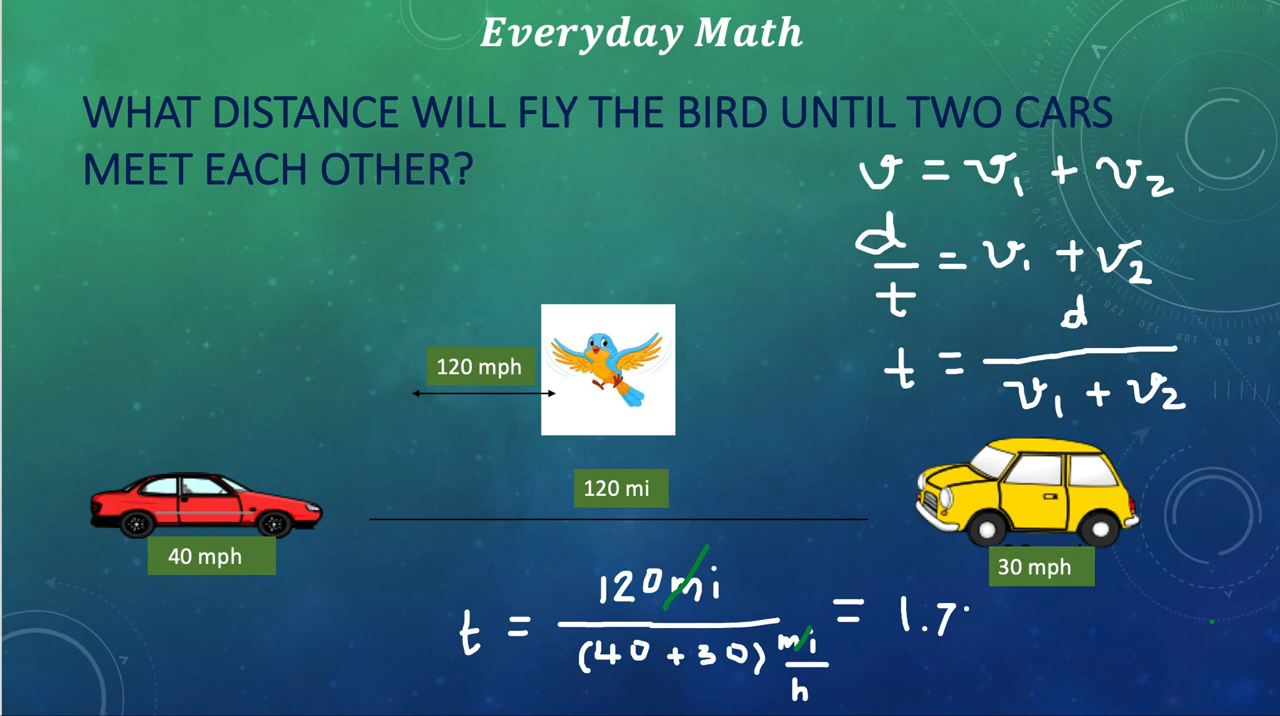 Everyday Math
WHAT DISTANCE WILL FLY THE BIRD UNTIL TWO CARS
MEET EACH OTHER?
v = v₁ + v₂
d/t = v₁ + v₂
t = d/(v₁ + v₂)
120 mph
120 mi
40 mph
30 mph
t = 120 mi/((40 + 30) mi/h) = 1.7